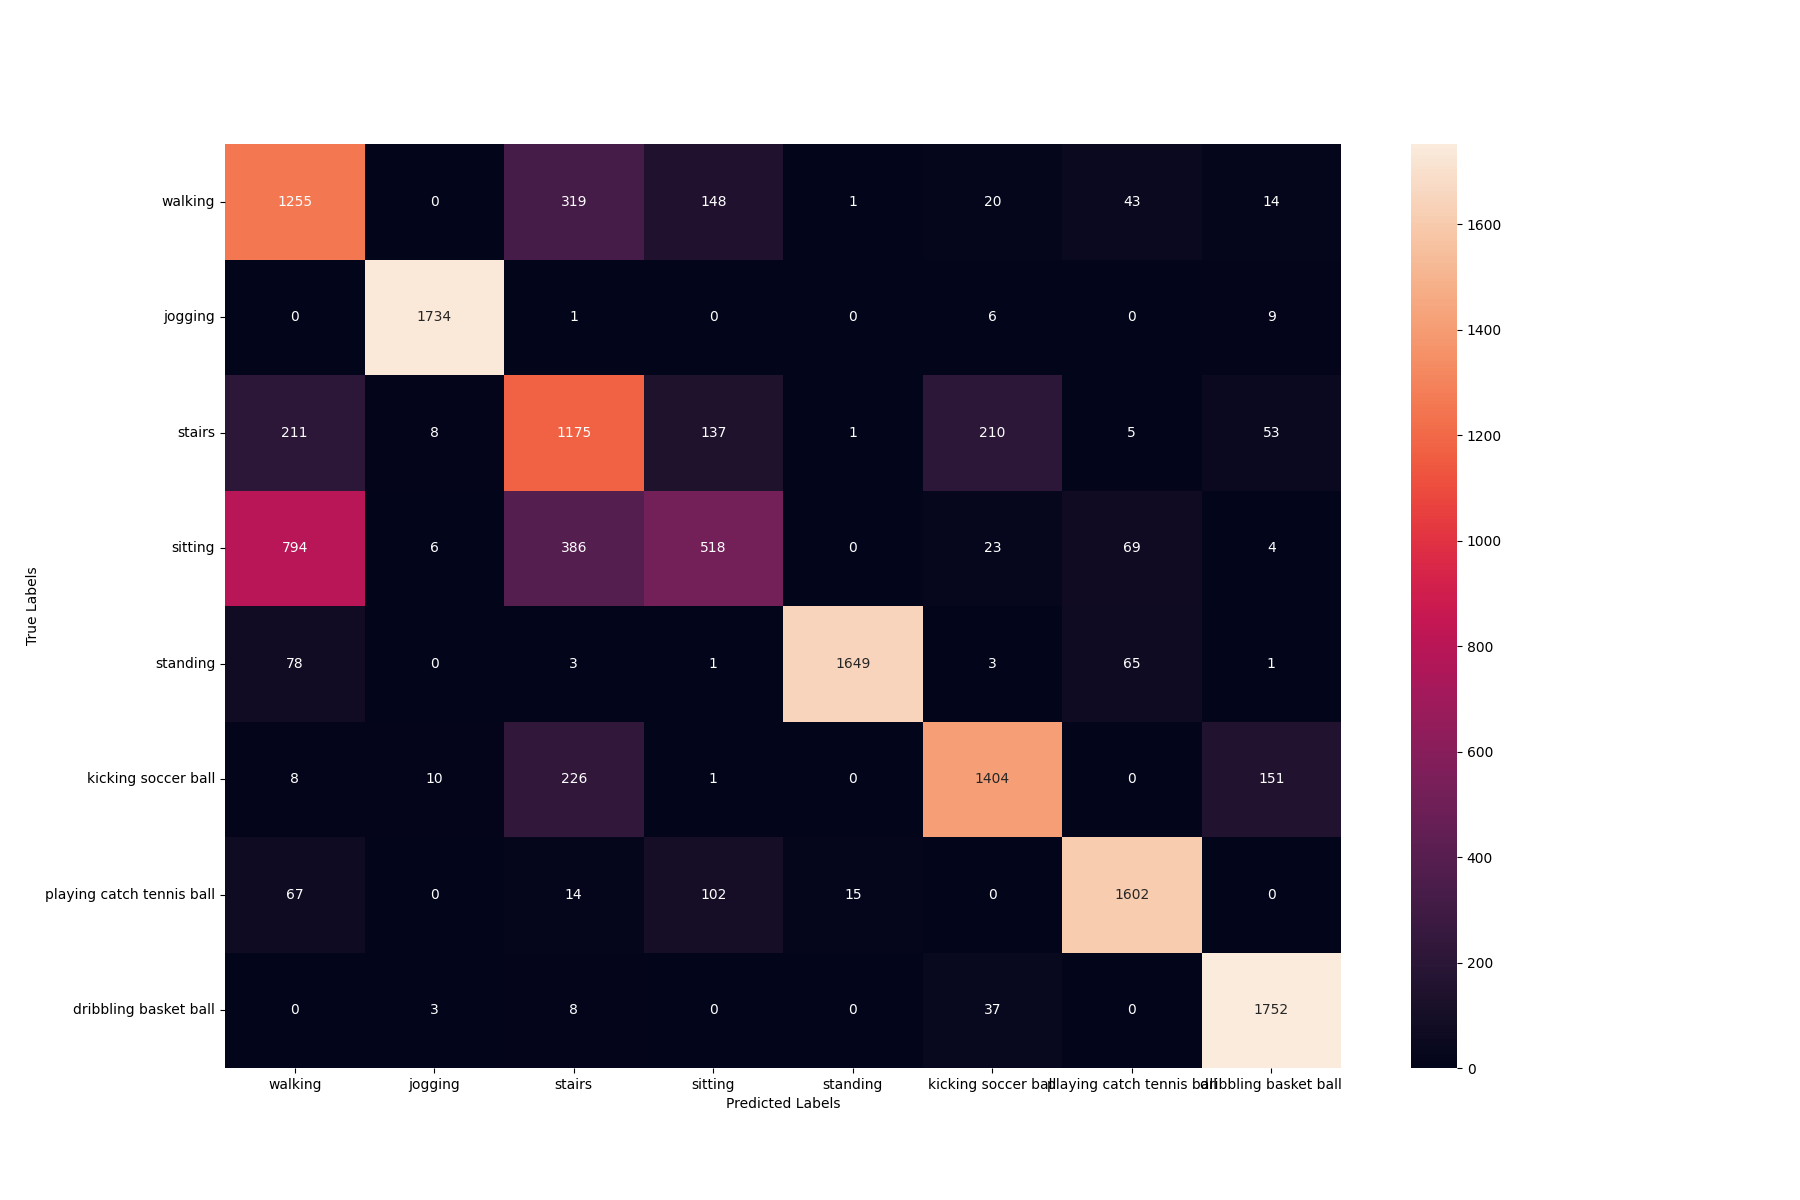 walking 1255 0 319 148 1 20 43 14
jogging 0 1734 1 0 0 6 0 9
stairs 211 8 1175 137 1 210 5 53
sitting 794 6 386 518 0 23 69 4
standing 78 0 3 1 1649 3 65 1
kicking soccer ball 8 10 226 1 0 1404 0 151
playing catch tennis ball 67 0 14 102 15 0 1602 0
dribbling basket ball 0 3 8 0 0 37 0 1752
walking jogging stairs sitting standing kicking soccer ball playing catch tennis ball dribbling basket ball
Predicted Labels
True Labels
1600
1400
1200
1000
800
600
400
200
0